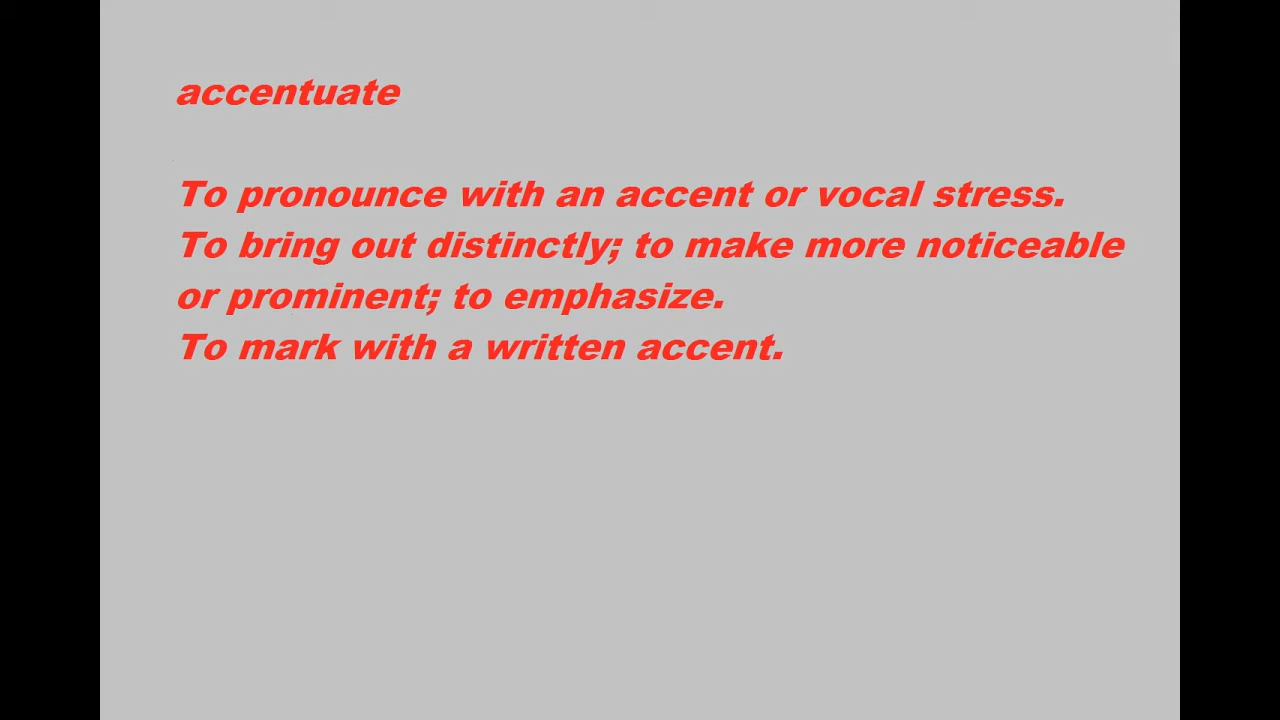 accentuate
To pronounce with an accent or vocal stress.
To bring out distinctly; to make more noticeable
or prominent; to emphasize.
To mark with a written accent.